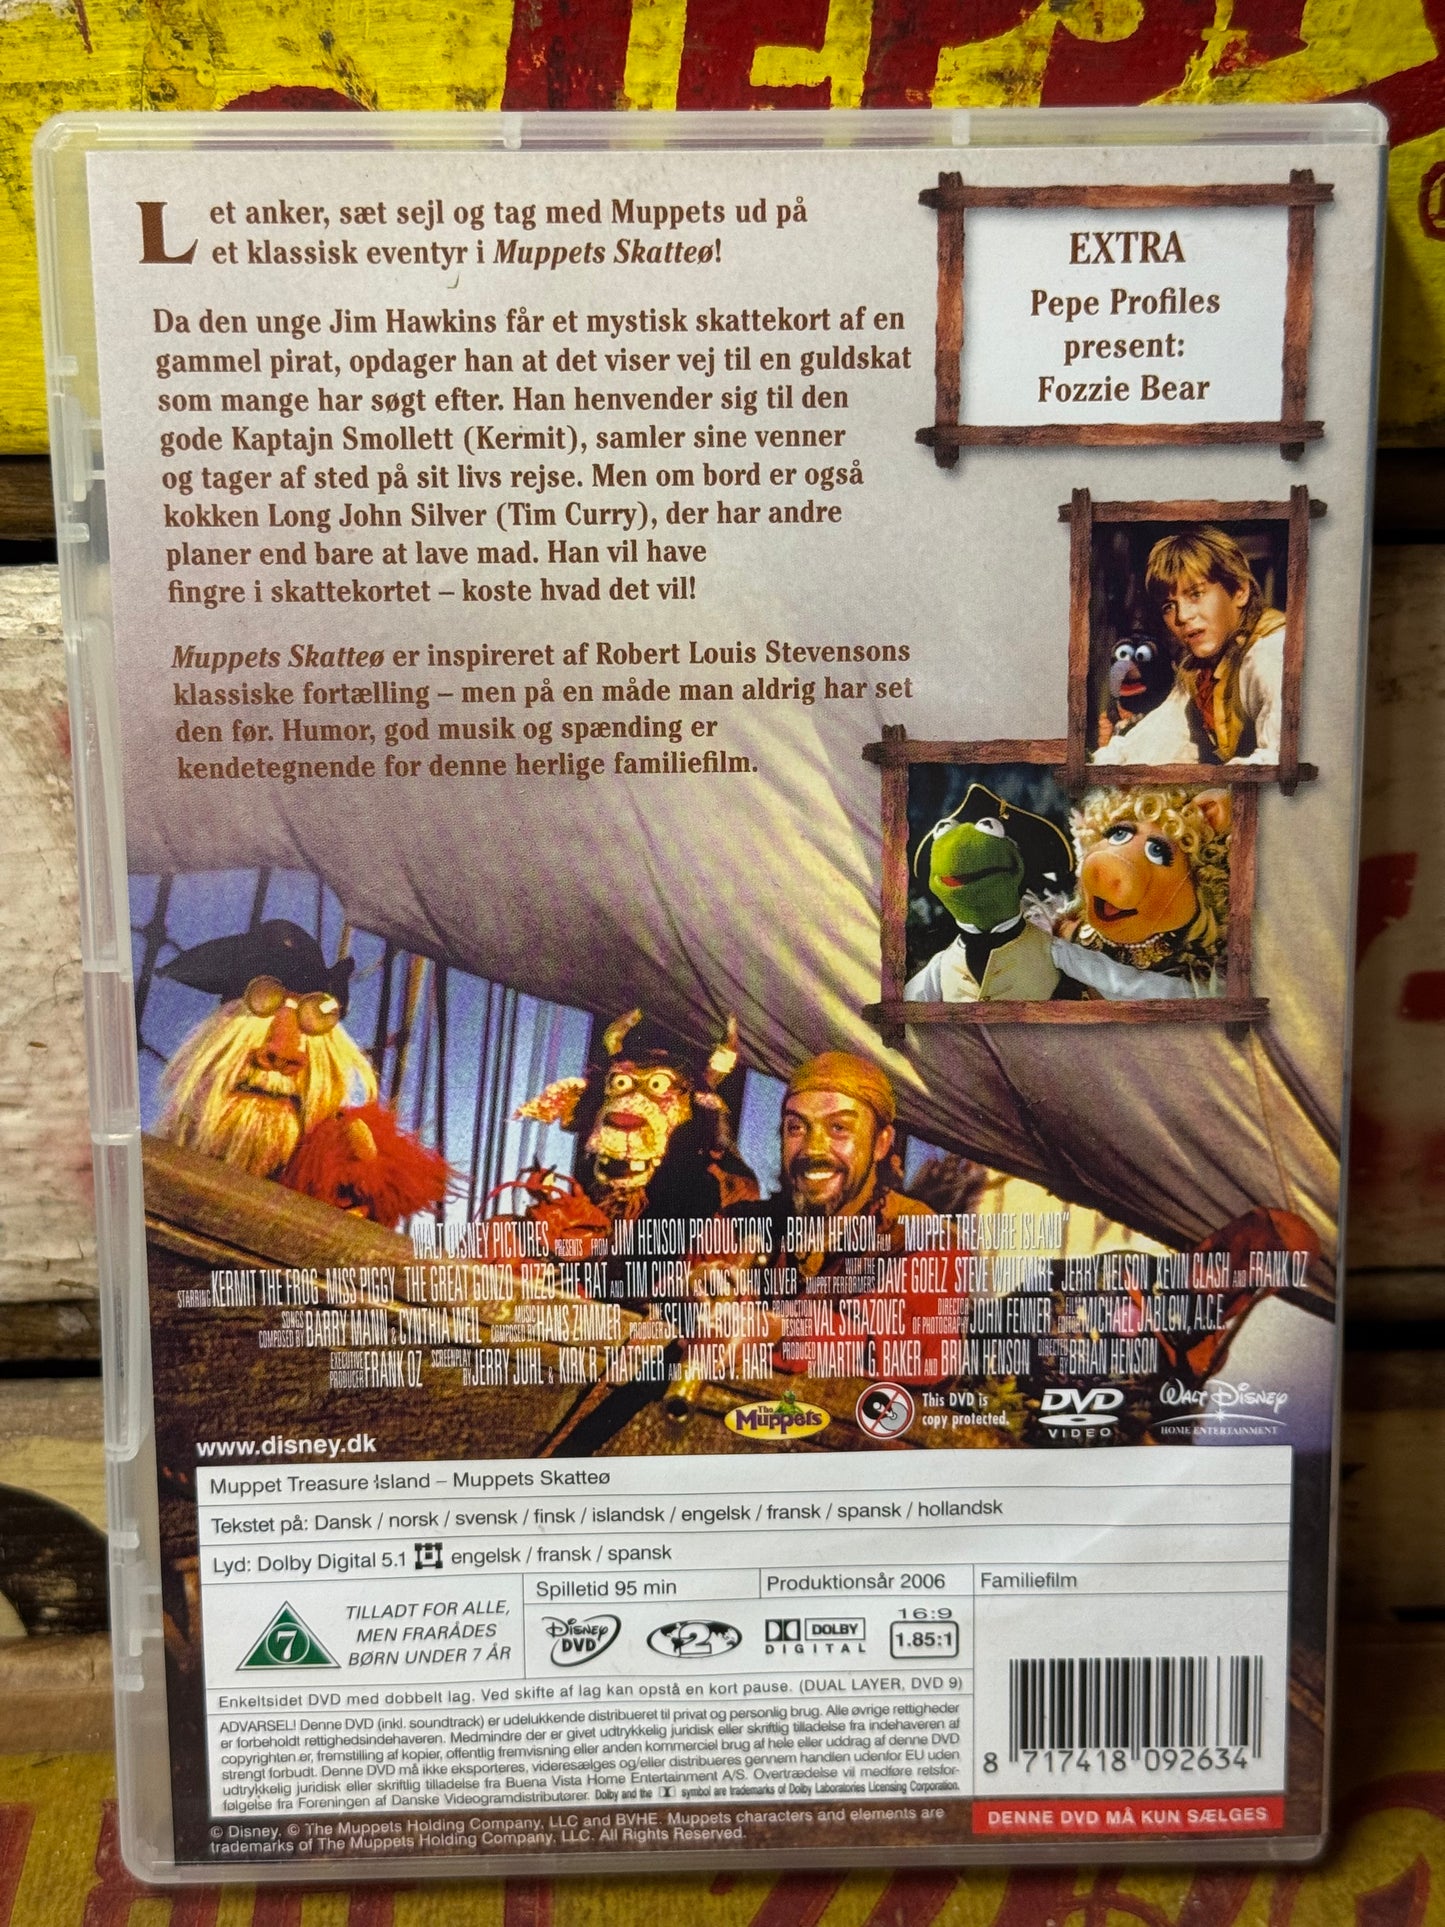 Let anker, sæt sejl og tag med Muppets ud på
et klassisk eventyr i Muppets Skatteø!
Da den unge Jim Hawkins får et mystisk skattekort af en
gammel pirat, opdager han at det viser vej til en guldskat
som mange har søgt efter. Han henvender sig til den
gode Kaptajn Smollett (Kermit), samler sine venner
og tager af sted på sit livs rejse. Men om bord er også
kokken Long John Silver (Tim Curry), der har andre
planer end bare at lave mad. Han vil have
fingre i skattekortet – koste hvad det vil!
Muppets Skatteø er inspireret af Robert Louis Stevensons
klassiske fortælling – men på en måde man aldrig har set
den før. Humor, god musik og spænding er
kendetegnende for denne herlige familiefilm.
EXTRA
Pepe Profiles
present:
Fozzie Bear
WALT DISNEY PICTURES PRESENTS FROM JIM HENSON PRODUCTIONS A BRIAN HENSON FILM "MUPPET TREASURE ISLAND"
STARRING KERMIT THE FROG MISS PIGGY THE GREAT GONZO RIZZO THE RAT AND TIM CURRY AS LONG JOHN SILVER WITH THE MUPPET PERFORMERS DAVE GOELZ STEVE WHITMIRE JERRY NELSON KEVIN CLASH AND FRANK OZ
SONGS COMPOSED BY BARRY MANN & CYNTHIA WEIL MUSIC COMPOSED BY HANS ZIMMER PRODUCER SELWYN ROBERTS PRODUCTION DESIGNER VAL STRAZOVEC DIRECTOR OF PHOTOGRAPHY JOHN FENNER FILM EDITOR MICHAEL JABLOW, A.C.E.
EXECUTIVE PRODUCER FRANK OZ SCREENPLAY BY JERRY JUHL & KIRK R. THATCHER AND JAMES V. HART PRODUCED BY MARTIN G. BAKER AND BRIAN HENSON DIRECTED BY BRIAN HENSON
The Muppets
This DVD is
copy protected.
DVD
VIDEO
Walt Disney
HOME ENTERTAINMENT
www.disney.dk
Muppet Treasure Island – Muppets Skatteø
Tekstet på: Dansk / norsk / svensk / finsk / islandsk / engelsk / fransk / spansk / hollandsk
Lyd: Dolby Digital 5.1 engelsk / fransk / spansk
Spilletid 95 min
Produktionsår 2006
Familiefilm
7
TILLADT FOR ALLE,
MEN FRARÅDES
BØRN UNDER 7 ÅR
Disney
DVD
2
DOLBY
DIGITAL
16:9
1.85:1
Enkeltsidet DVD med dobbelt lag. Ved skifte af lag kan opstå en kort pause. (DUAL LAYER, DVD 9)
ADVARSEL! Denne DVD (inkl. soundtrack) er udelukkende distribueret til privat og personlig brug. Alle øvrige rettigheder
er forbeholdt rettighedsindehaveren. Medmindre der er givet udtrykkelig juridisk eller skriftlig tilladelse fra indehaveren af
copyrighten er, fremstilling af kopier, offentlig fremvisning eller anden kommerciel brug af hele eller uddrag af denne DVD
strengt forbudt. Denne DVD må ikke eksporteres, videresælges og/eller distribueres gennem handlen udenfor EU uden
udtrykkelig juridisk eller skriftlig tilladelse fra Buena Vista Home Entertainment A/S. Overtrædelse vil medføre retsfor-
følgelse fra Foreningen af Danske Videogramdistributører. Dolby and the symbol are trademarks of Dolby Laboratories Licensing Corporation.
8 717418 092634
© Disney. © The Muppets Holding Company, LLC and BVHE. Muppets characters and elements are
trademarks of The Muppets Holding Company, LLC. All Rights Reserved.
DENNE DVD MÅ KUN SÆLGES